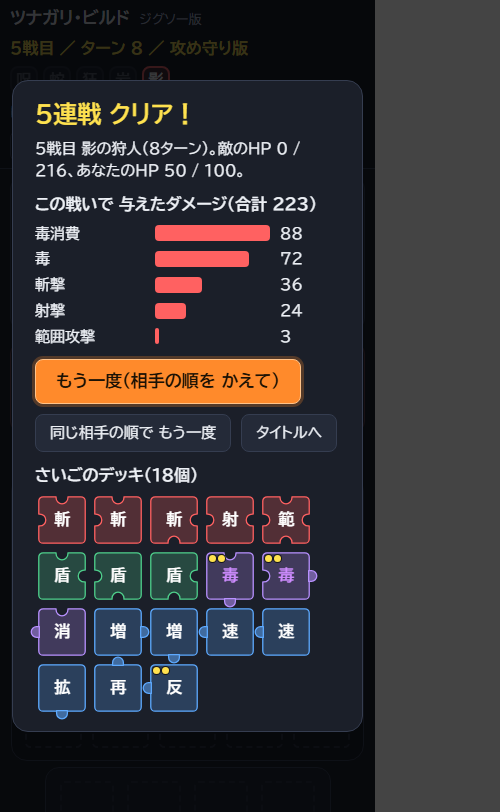 ツナガリ・ビルド ジグソー版
5戦目 ／ ターン 8 ／ 攻め守り版
影
5連戦 クリア！
5戦目 影の狩人（8ターン）。敵のHP 0 /
216、あなたのHP 50 / 100。
この戦いで 与えたダメージ（合計 223）
毒消費 88
毒 72
斬撃 36
射撃 24
範囲攻撃 3
もう一度（相手の順を かえて）
同じ相手の順で もう一度 タイトルへ
さいごのデッキ（18個）
斬 斬 斬 射 範
盾 盾 盾 毒 毒
消 増 増 速 速
拡 再 反